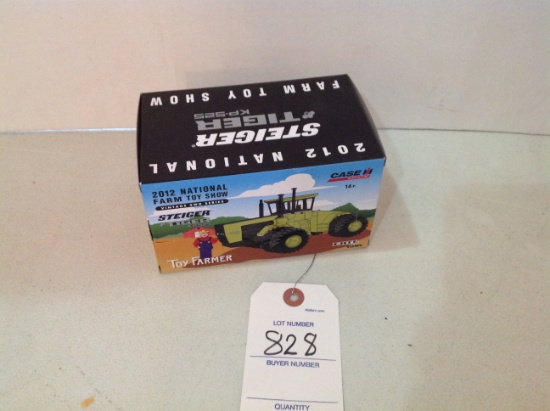 FARM TOY SHOW
STEIGER
TIGER
KP-525
2012 NATIONAL
2012 NATIONAL
FARM TOY SHOW
STEIGER
CASE IH
14+
TOY FARMER
ERTL
LOT NUMBER
828
BUYER NUMBER
QUANTITY